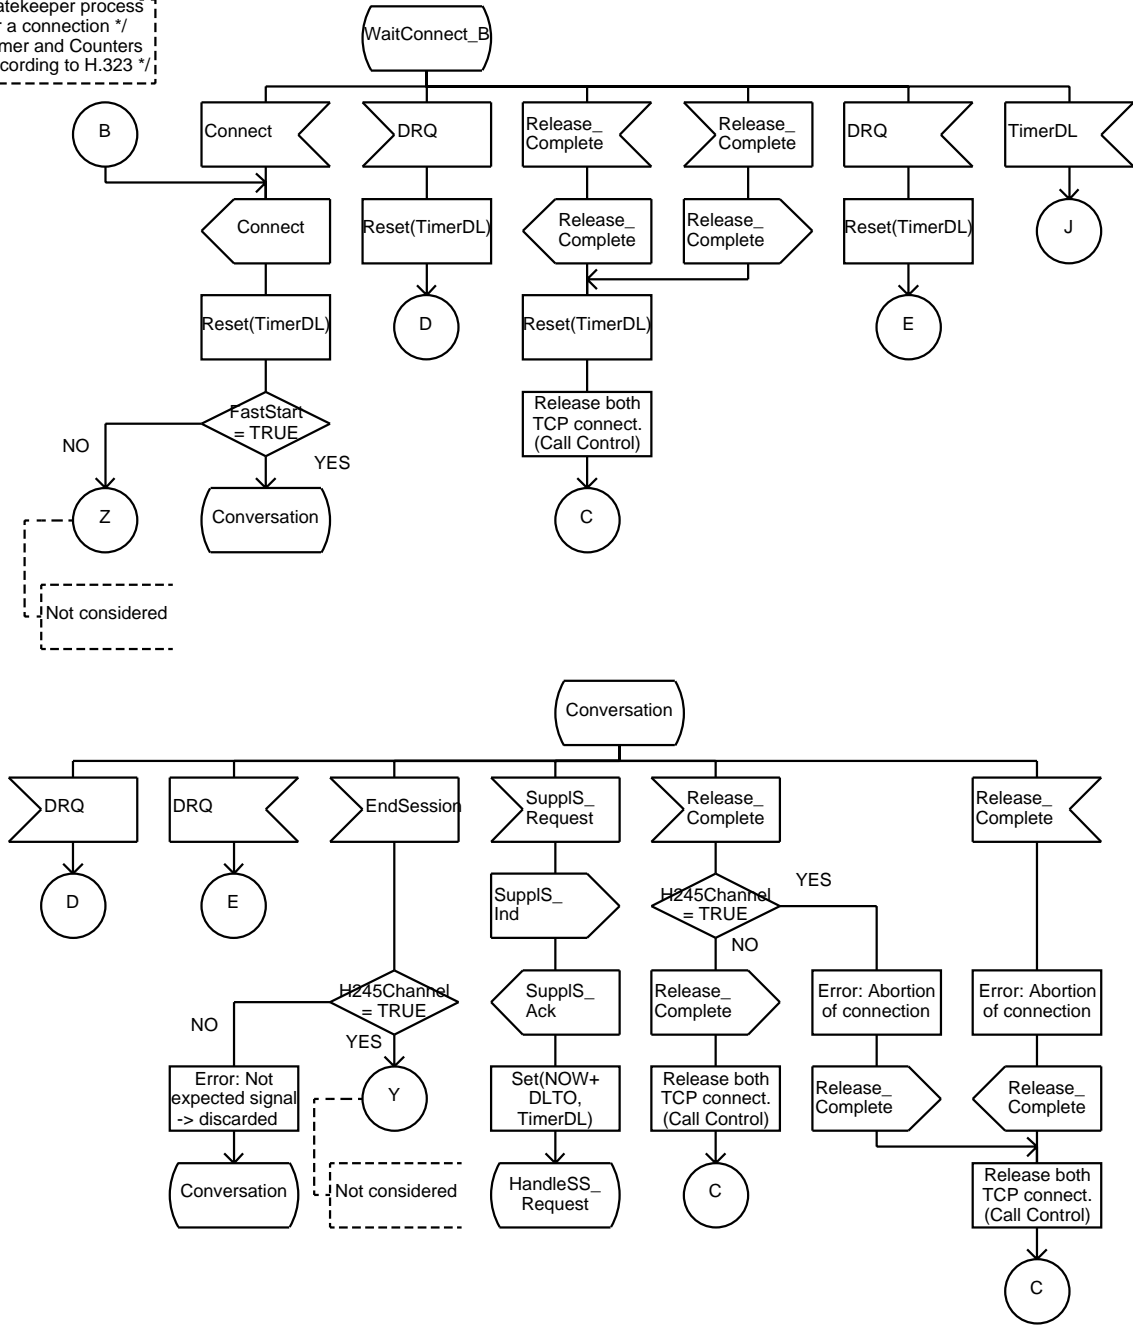 atekeeper process
a connection */
mer and Counters
cording to H.323 */
WaitConnect_B
B
Connect
DRQ
Release_
Complete
Release_
Complete
DRQ
TimerDL
Connect
Reset(TimerDL)
Release_
Complete
Release_
Complete
Reset(TimerDL)
J
Reset(TimerDL)
D
Reset(TimerDL)
E
FastStart
= TRUE
NO
YES
Release both
TCP connect.
(Call Control)
Z
Conversation
C
Not considered
Conversation
DRQ
DRQ
EndSession
SupplS_
Request
Release_
Complete
Release_
Complete
D
E
SupplS_
Ind
H245Channel
= TRUE
YES
NO
H245Channel
= TRUE
NO
YES
SupplS_
Ack
Release_
Complete
Error: Abortion
of connection
Error: Abortion
of connection
Error: Not
expected signal
-> discarded
Y
Set(NOW+
DLTO,
TimerDL)
Release both
TCP connect.
(Call Control)
Release_
Complete
Release_
Complete
Conversation
Not considered
HandleSS_
Request
C
Release both
TCP connect.
(Call Control)
C